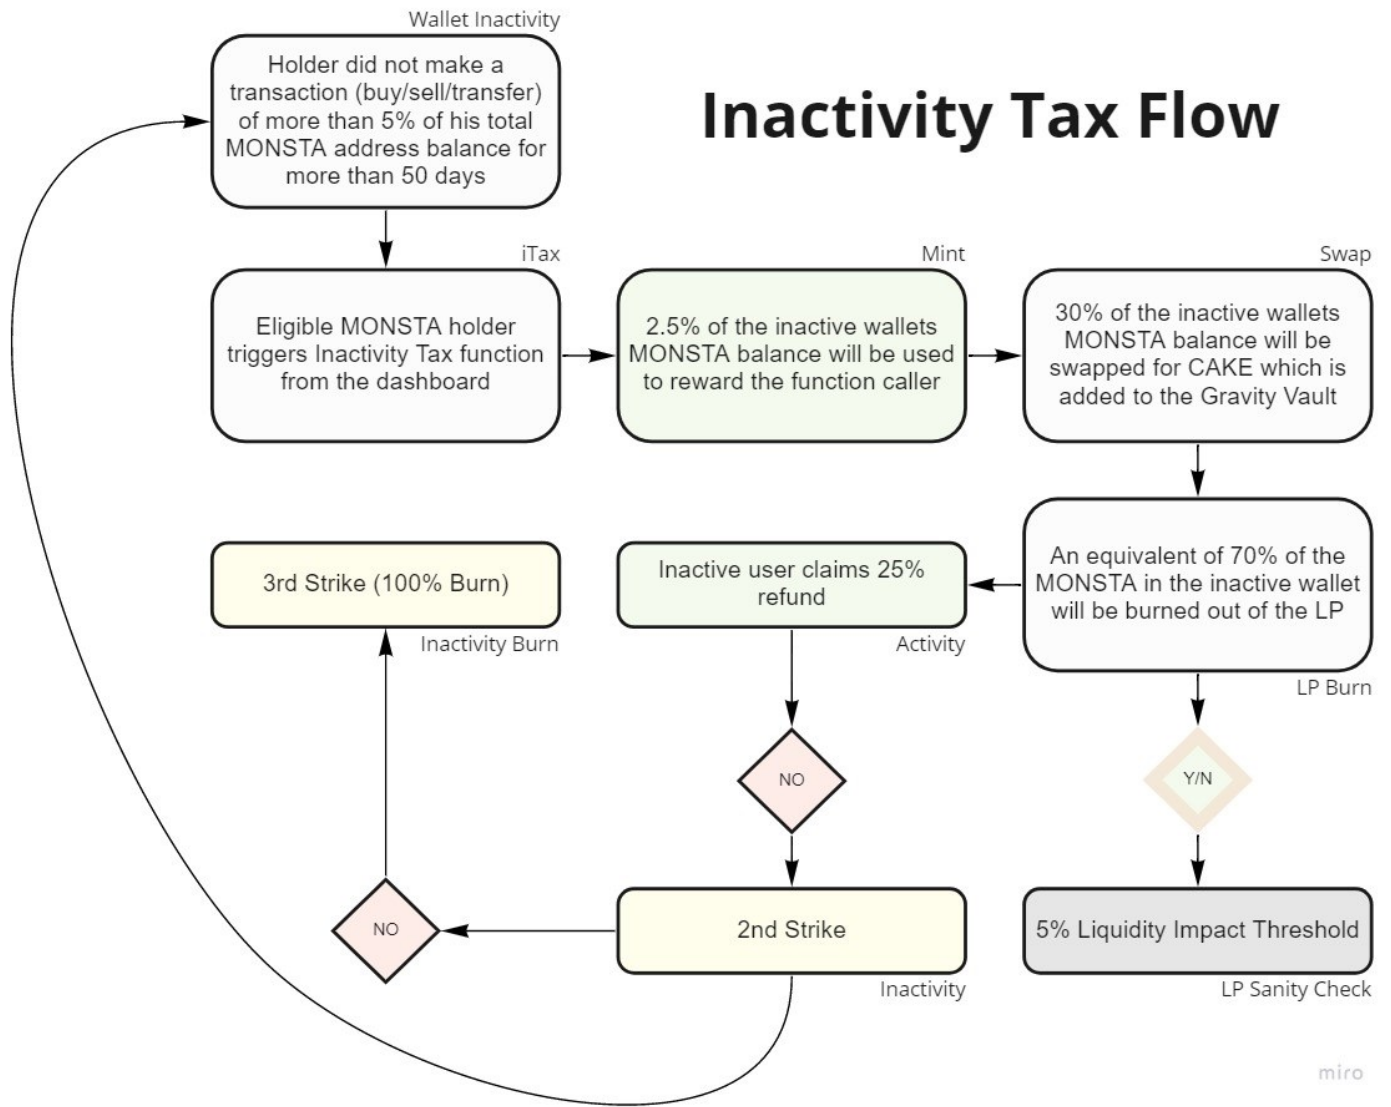 Wallet Inactivity
Holder did not make a
transaction (buy/sell/transfer)
of more than 5% of his total
MONSTA address balance for
more than 50 days
Inactivity Tax Flow
iTax
Eligible MONSTA holder
triggers Inactivity Tax function
from the dashboard
Mint
2.5% of the inactive wallets
MONSTA balance will be used
to reward the function caller
Swap
30% of the inactive wallets
MONSTA balance will be
swapped for CAKE which is
added to the Gravity Vault
An equivalent of 70% of the
MONSTA in the inactive wallet
will be burned out of the LP
LP Burn
Inactive user claims 25%
refund
Activity
3rd Strike (100% Burn)
Inactivity Burn
NO
Y/N
NO
2nd Strike
Inactivity
5% Liquidity Impact Threshold
LP Sanity Check
miro